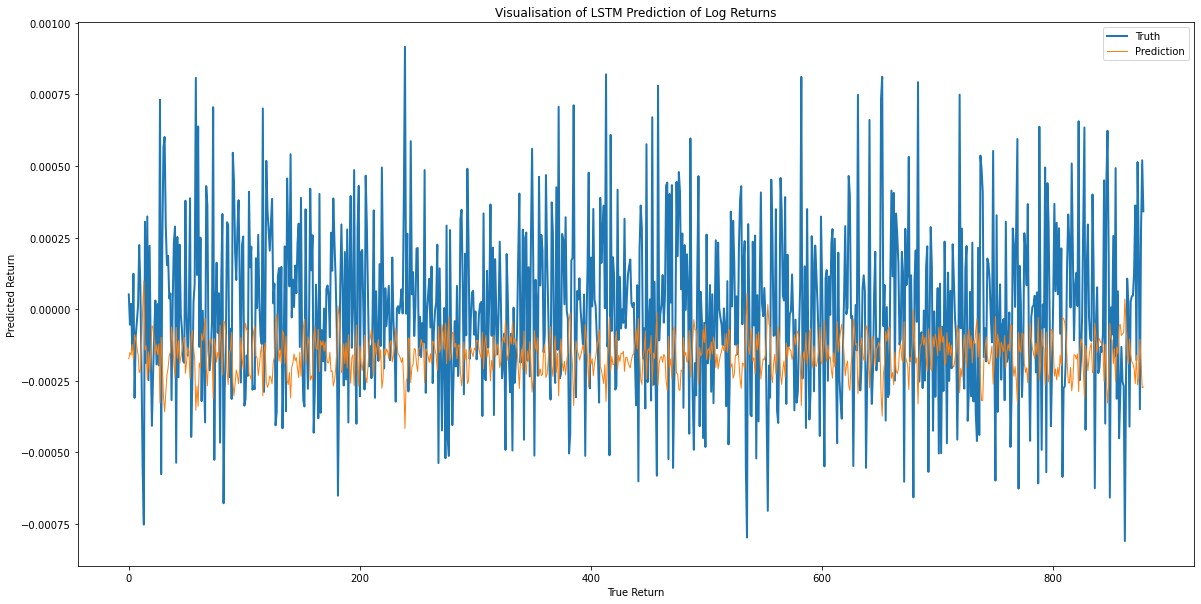 Visualisation of LSTM Prediction of Log Returns
Truth
Prediction
0.00100
0.00075
0.00050
0.00025
0.00000
−0.00025
−0.00050
−0.00075
Predicted Return
0
200
400
600
800
True Return